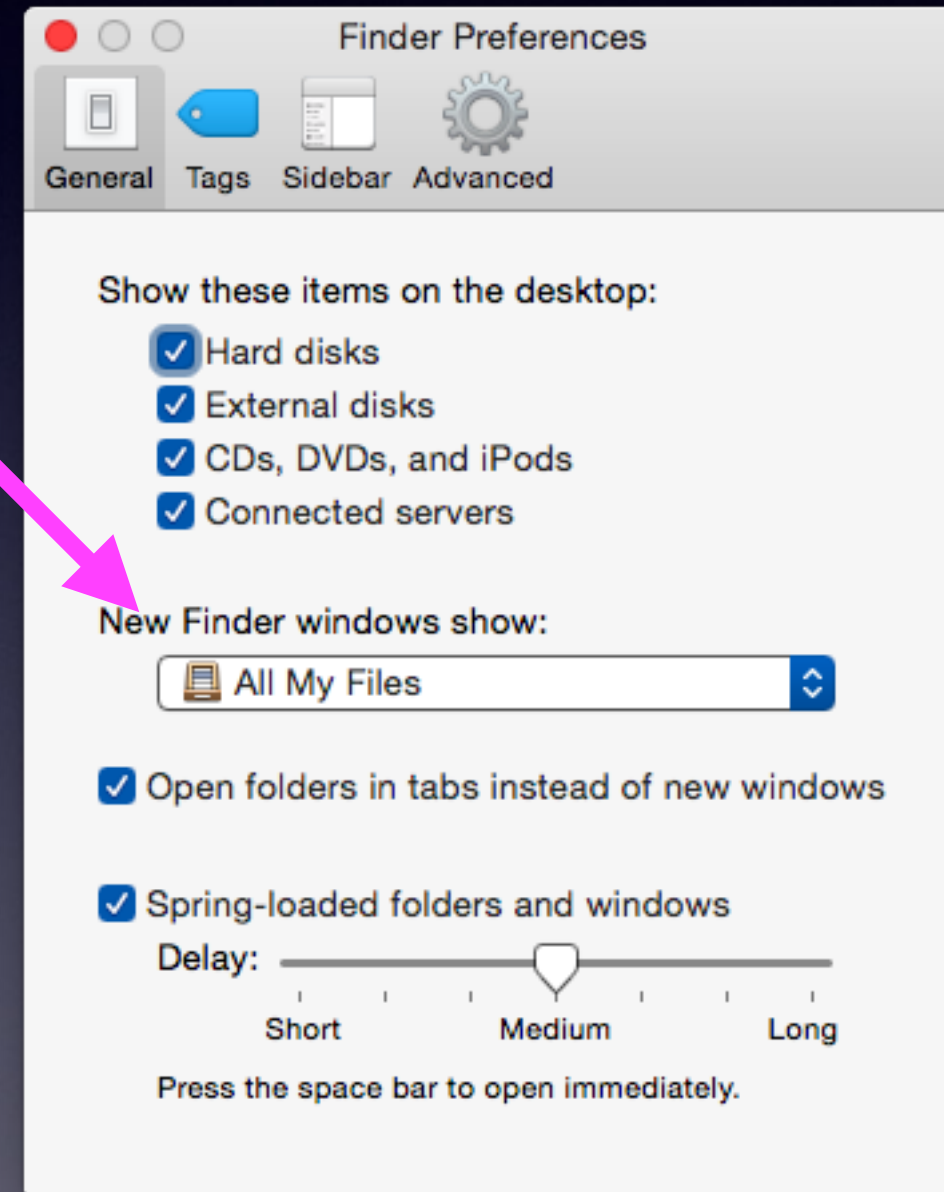 Finder Preferences
General Tags Sidebar Advanced
Show these items on the desktop:
Hard disks
External disks
CDs, DVDs, and iPods
Connected servers
New Finder windows show:
All My Files
Open folders in tabs instead of new windows
Spring-loaded folders and windows
Delay:
Short Medium Long
Press the space bar to open immediately.